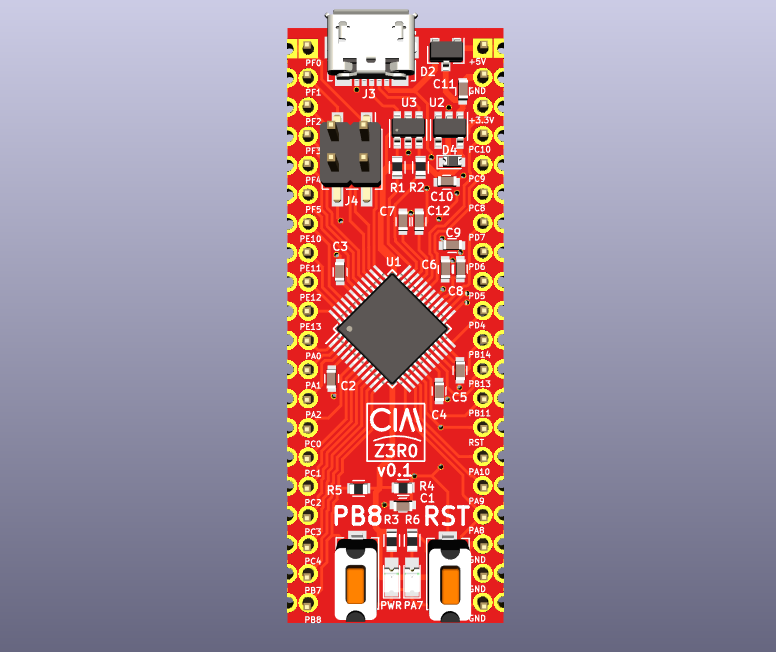 PF0
PF1
PF2
PF3
PF4
PF5
PE10
PE11
PE12
PE13
PA0
PA1
PA2
PC0
PC1
PC2
PC3
PC4
PB7
PB8
J3
D2
C11
U3
U2
D4
R1
R2
C10
J4
C7
C12
C9
C3
U1
C6
C8
C2
C5
C4
CIM
Z3R0
v0.1
R5
R4
C1
PB8
R3
R6
RST
PWR
PA7
+5V
GND
+3.3V
PC10
PC9
PC8
PD7
PD6
PD5
PD4
PB14
PB13
PB11
RST
PA10
PA9
PA8
GND
GND
GND